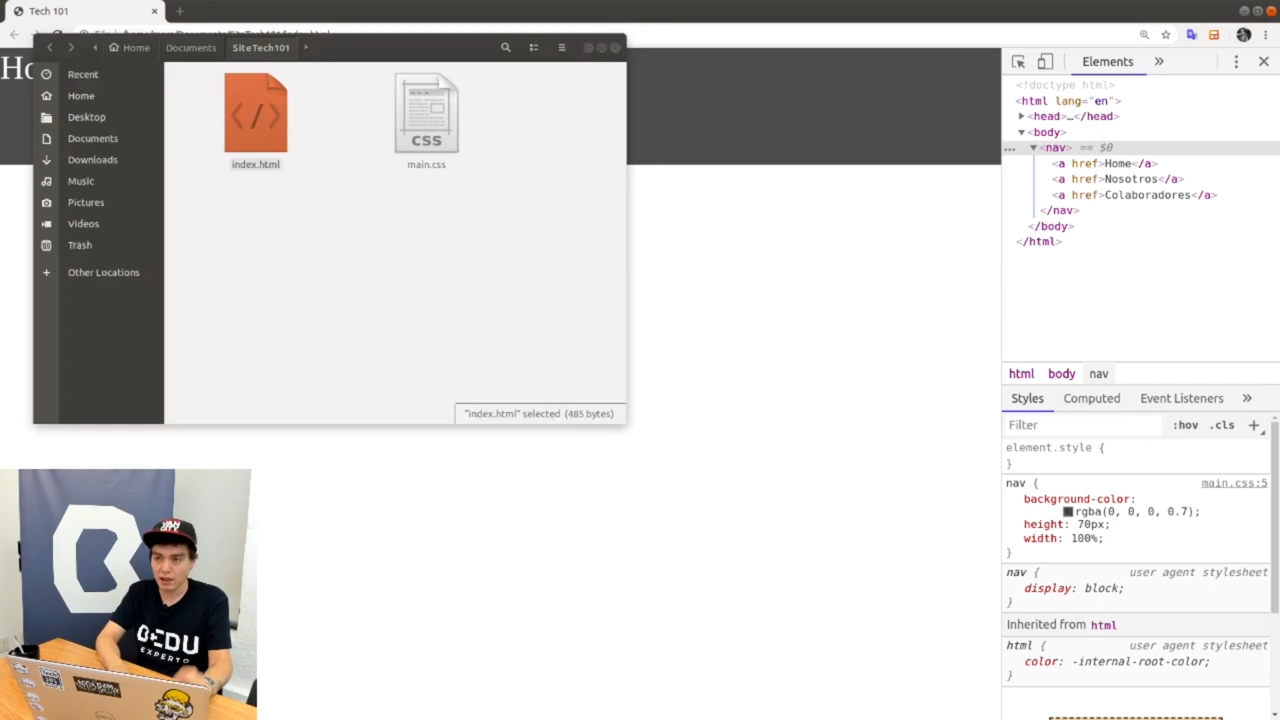 Tech 101
Home
Documents
SiteTech101
Recent
Home
Desktop
Documents
Downloads
Music
Pictures
Videos
Trash
Other Locations
</>
index.html
CSS
main.css
"index.html" selected (485 bytes)
Elements
<!doctype html>
<html lang="en">
<head>…</head>
<body>
<nav> == $0
<a href>Home</a>
<a href>Nosotros</a>
<a href>Colaboradores</a>
</nav>
</body>
</html>
html body nav
Styles Computed Event Listeners
Filter :hov .cls +
element.style {
}
nav { main.css:5
background-color:
rgba(0, 0, 0, 0.7);
height: 70px;
width: 100%;
}
nav { user agent stylesheet
display: block;
}
Inherited from html
html { user agent stylesheet
color: -internal-root-color;
}
BEDU
EXPERTO